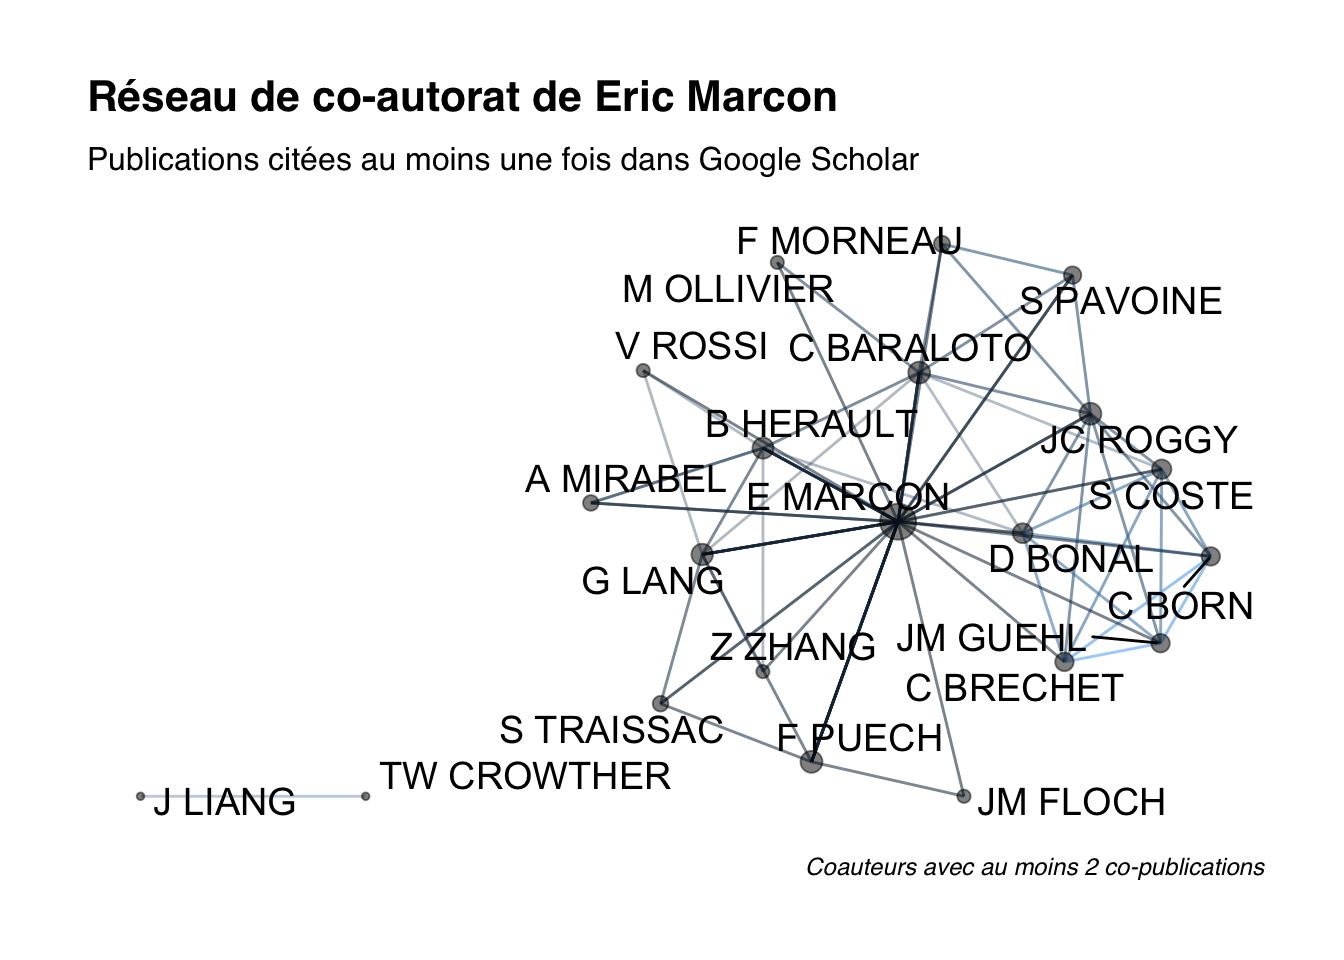 Réseau de co-autorat de Eric Marcon
Publications citées au moins une fois dans Google Scholar
F MORNEAU
M OLLIVIER
S PAVOINE
V ROSSI
C BARALOTO
B HERAULT
JC ROGGY
A MIRABEL
E MARCON
S COSTE
D BONAL
G LANG
C BORN
Z ZHANG
JM GUEHL
C BRECHET
S TRAISSAC
F PUECH
TW CROWTHER
J LIANG
JM FLOCH
Coauteurs avec au moins 2 co-publications